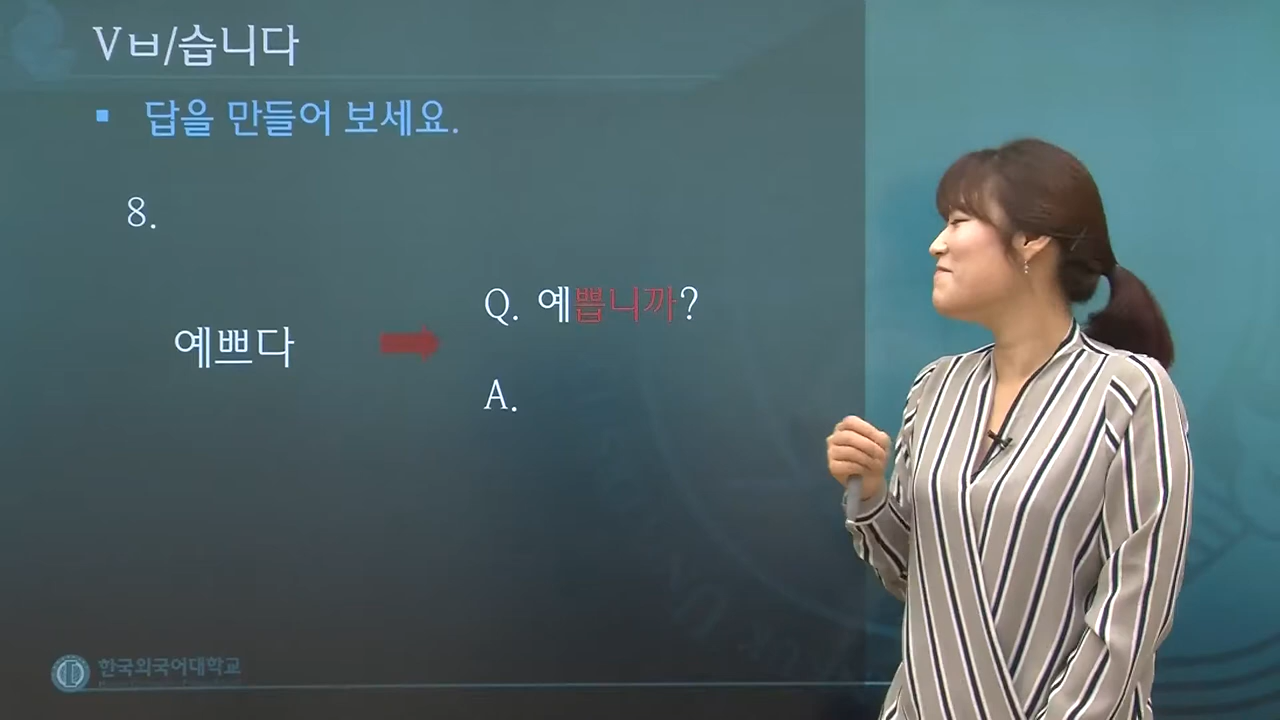 Vㅂ/습니다
▪ 답을 만들어 보세요.
8.
예쁘다
Q. 예쁩니까?
A.
한국외국어대학교